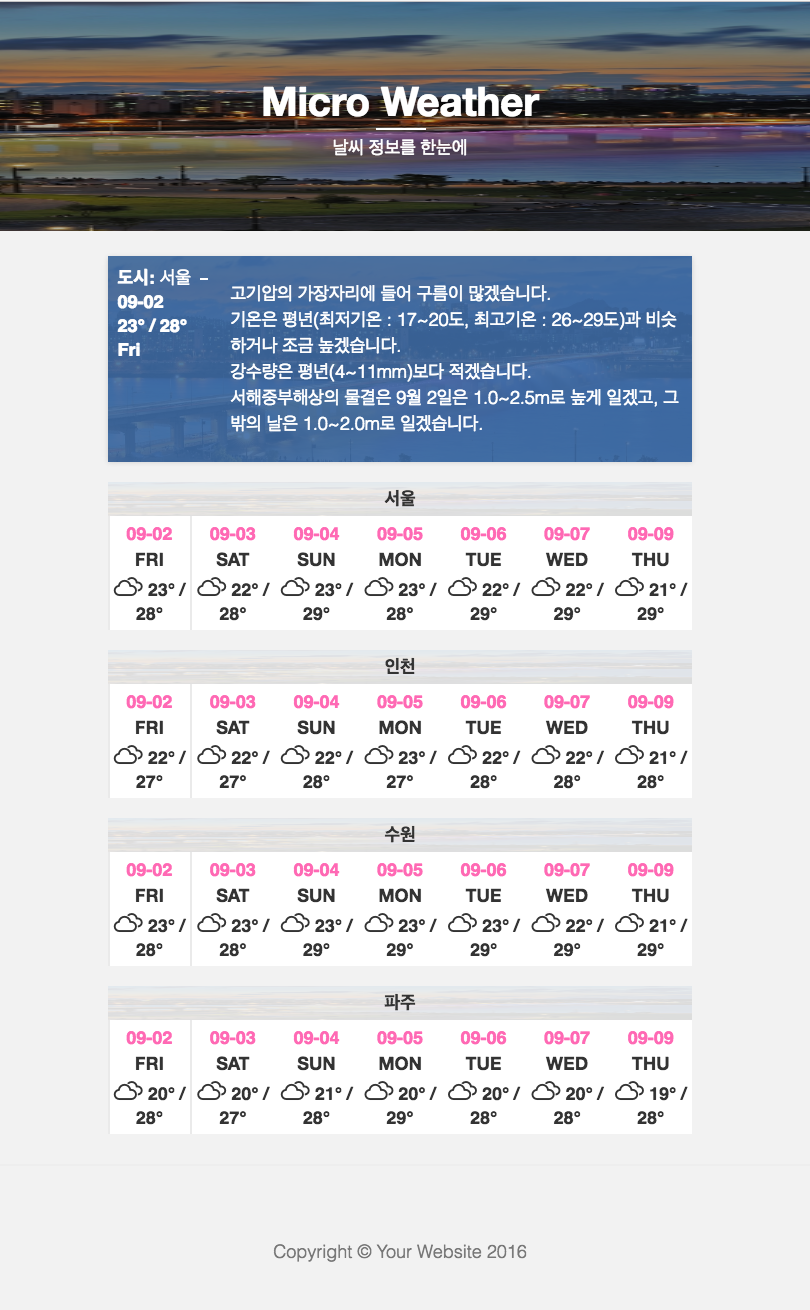 Micro Weather
날씨 정보를 한눈에
도시: 서울 –
09-02
23° / 28°
Fri
고기압의 가장자리에 들어 구름이 많겠습니다.
기온은 평년(최저기온 : 17~20도, 최고기온 : 26~29도)과 비슷
하거나 조금 높겠습니다.
강수량은 평년(4~11mm)보다 적겠습니다.
서해중부해상의 물결은 9월 2일은 1.0~2.5m로 높게 일겠고, 그
밖의 날은 1.0~2.0m로 일겠습니다.
서울
09-02 09-03 09-04 09-05 09-06 09-07 09-09
FRI SAT SUN MON TUE WED THU
23° / 22° / 23° / 23° / 22° / 22° / 21° /
28° 28° 29° 28° 29° 29° 29°
인천
09-02 09-03 09-04 09-05 09-06 09-07 09-09
FRI SAT SUN MON TUE WED THU
22° / 22° / 22° / 23° / 22° / 22° / 21° /
27° 27° 28° 27° 28° 28° 28°
수원
09-02 09-03 09-04 09-05 09-06 09-07 09-09
FRI SAT SUN MON TUE WED THU
23° / 23° / 23° / 23° / 23° / 22° / 21° /
28° 28° 29° 29° 29° 29° 29°
파주
09-02 09-03 09-04 09-05 09-06 09-07 09-09
FRI SAT SUN MON TUE WED THU
20° / 20° / 21° / 20° / 20° / 20° / 19° /
28° 27° 28° 29° 28° 28° 28°
Copyright © Your Website 2016